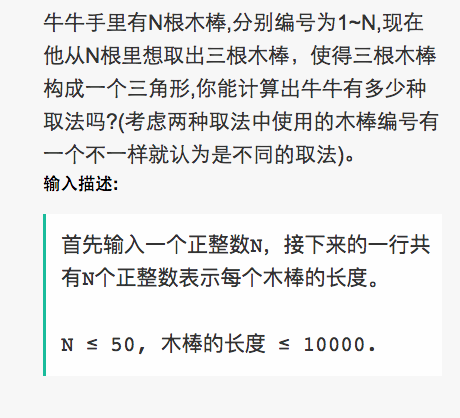 牛牛手里有N根木棒,分别编号为1~N,现在
他从N根里想取出三根木棒，使得三根木棒
构成一个三角形,你能计算出牛牛有多少种
取法吗?(考虑两种取法中使用的木棒编号有
一个不一样就认为是不同的取法)。
输入描述:
首先输入一个正整数N，接下来的一行共
有N个正整数表示每个木棒的长度。
N ≤ 50, 木棒的长度 ≤ 10000.